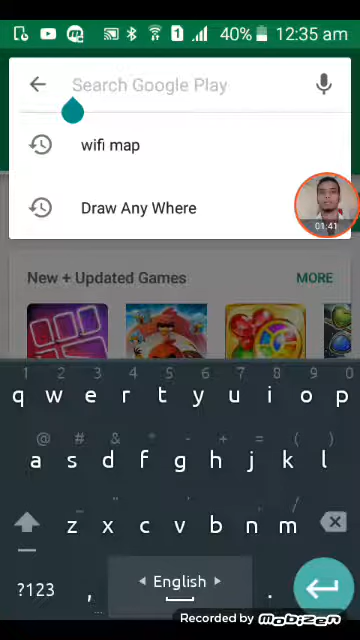 40% 12:35 am
Search Google Play
wifi map
Draw Any Where
01:41
New + Updated Games MORE
1 2 3 4 5 6 7 8 9 0
q w e r t y u i o p
@ # & * - + = ( )
a s d f g h j k l
_ " ' : ; /
z x c v b n m
?123 , English .
Recorded by mobizen